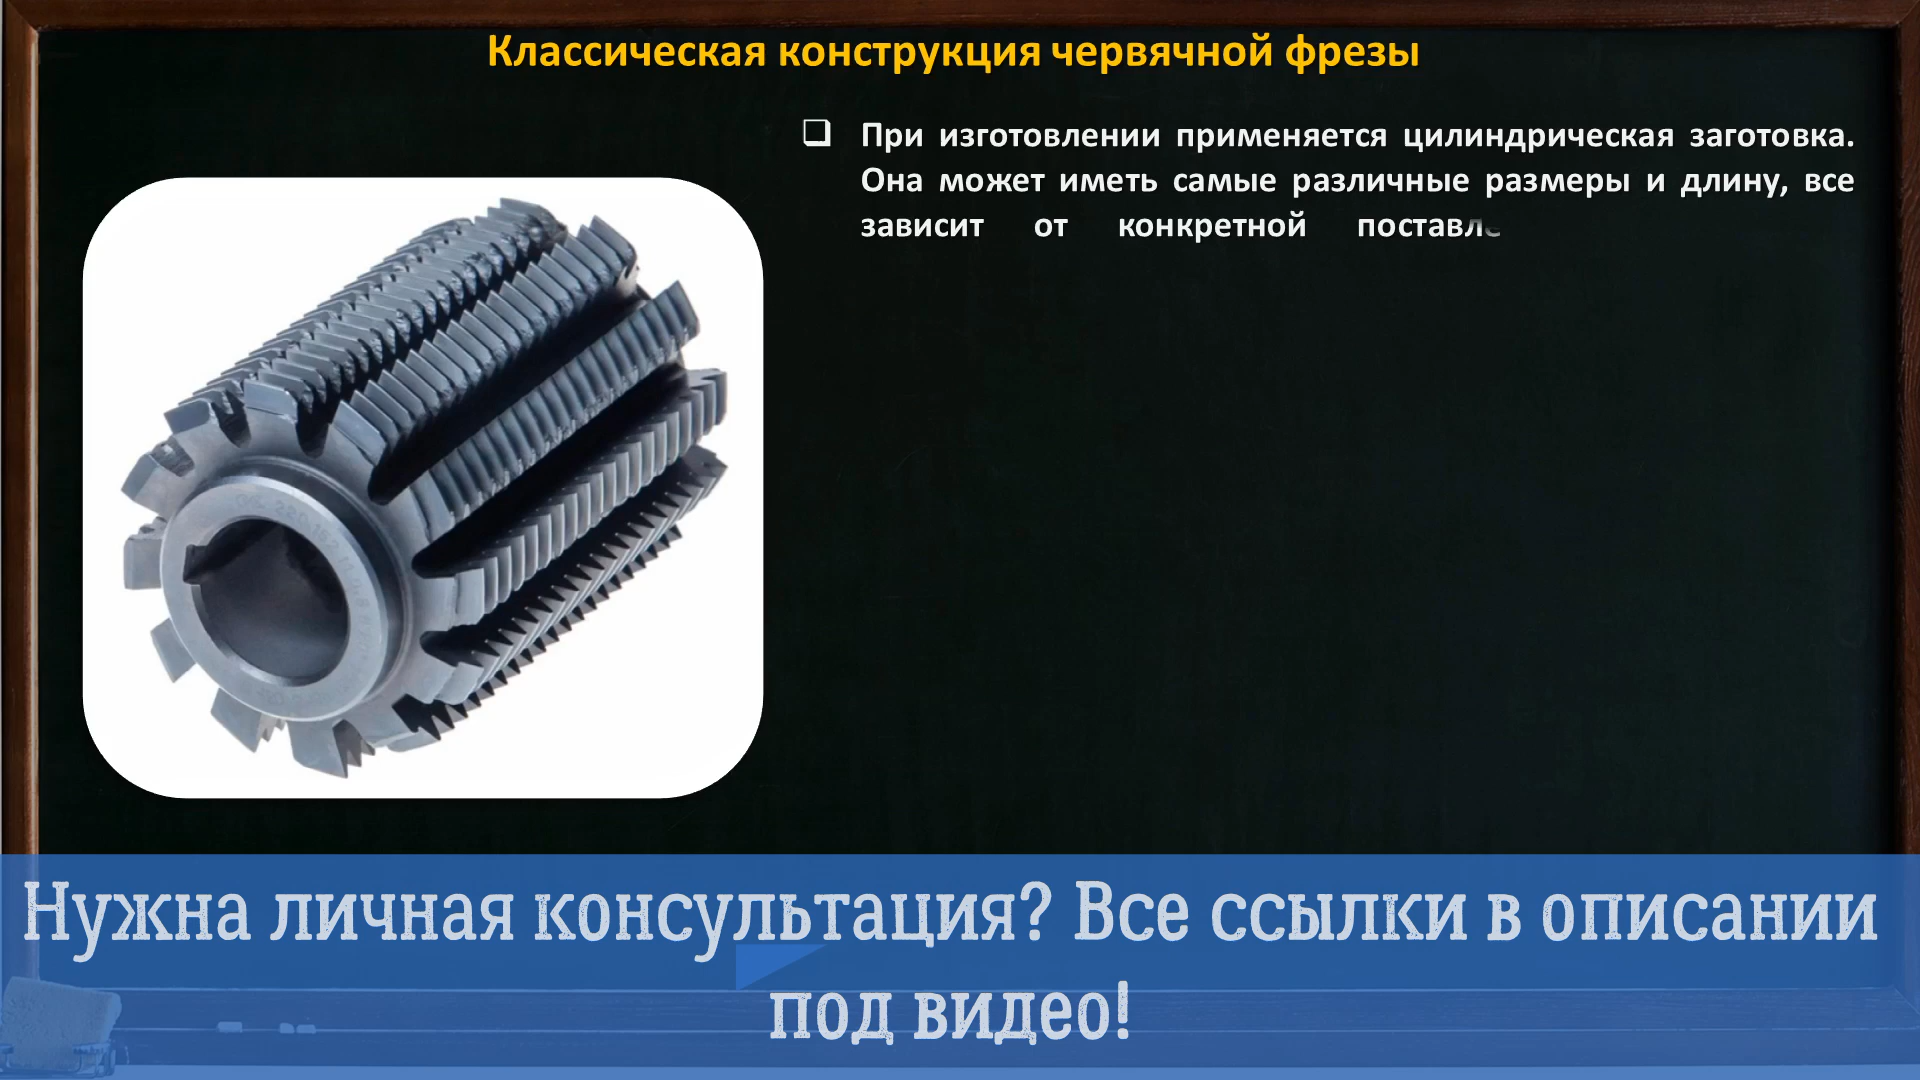 Классическая конструкция червячной фрезы
При изготовлении применяется цилиндрическая заготовка.
Она может иметь самые различные размеры и длину, все
зависит от конкретной
Нужна личная консультация? Все ссылки в описании
под видео!